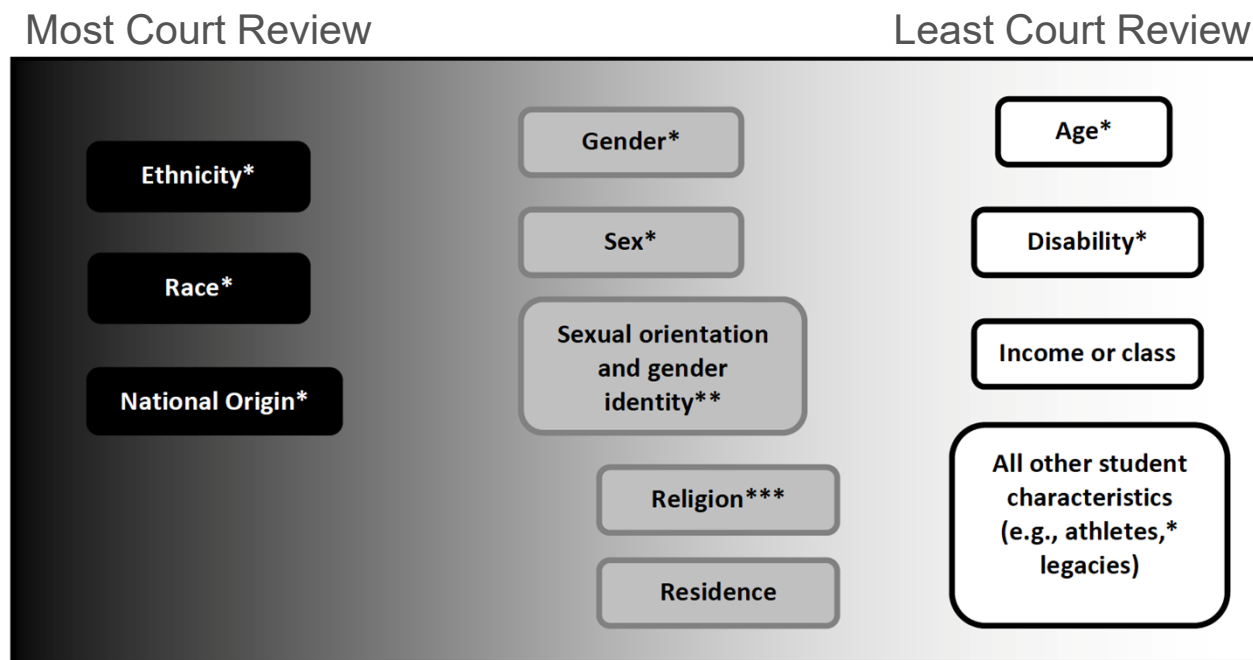 Most Court Review
Least Court Review
Ethnicity*
Race*
National Origin*
Gender*
Sex*
Sexual orientation
and gender
identity**
Religion***
Residence
Age*
Disability*
Income or class
All other student
characteristics
(e.g., athletes,*
legacies)